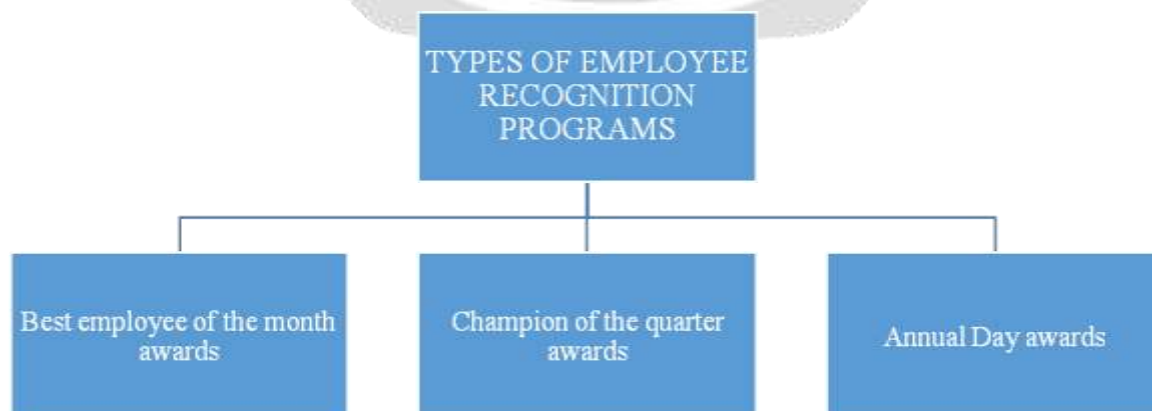 TYPES OF EMPLOYEE
RECOGNITION
PROGRAMS
Best employee of the month
awards
Champion of the quarter
awards
Annual Day awards